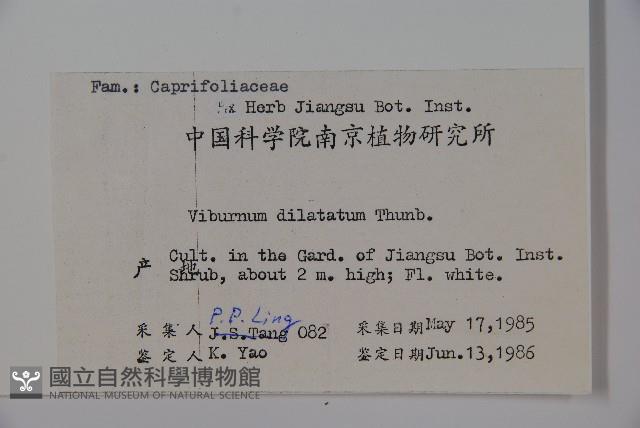 Fam.: Caprifoliaceae
Ex Herb Jiangsu Bot. Inst.
中国科学院南京植物研究所
Viburnum dilatatum Thunb.
Cult. in the Gard. of Jiangsu Bot. Inst.
产 地 Shrub, about 2 m. high; Fl. white.
P.P. Ling
采集人 J.S.Tang 082 采集日期 May 17,1985
鉴定人 K. Yao 鉴定日期 Jun.13,1986
國立自然科學博物館
NATIONAL MUSEUM OF NATURAL SCIENCE